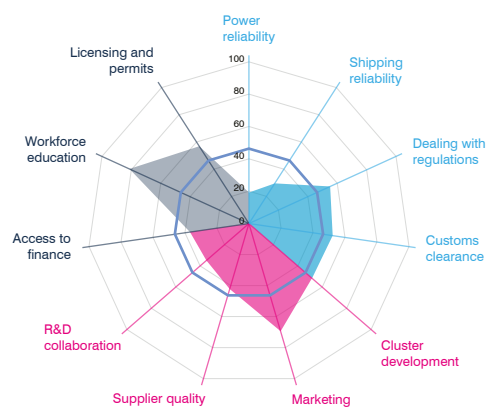 Power
reliability
Licensing and
permits
Shipping
reliability
100
80
60
40
20
0
Workforce
education
Dealing with
regulations
Access to
finance
Customs
clearance
R&D
collaboration
Cluster
development
Supplier quality
Marketing